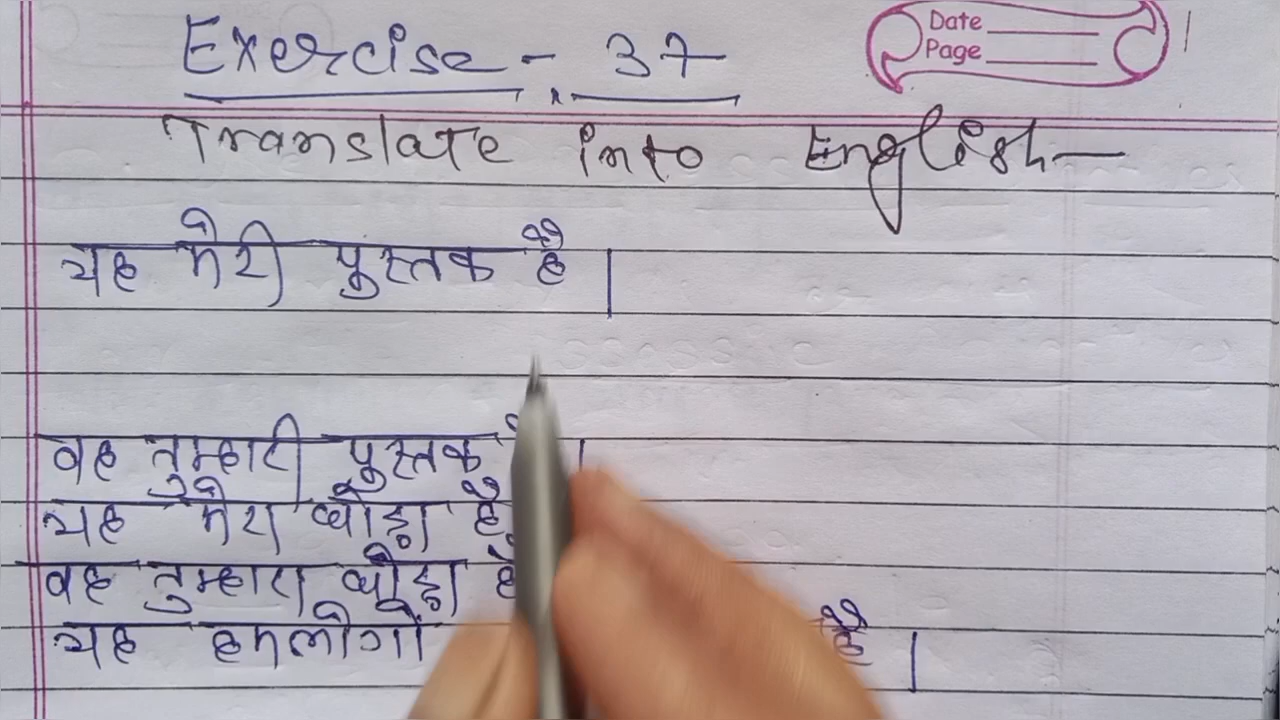 Exercise - 37
Date
Page
Translate into English—
यह मेरी पुस्तक है |
वह तुम्हारी पुस्तक |
यह मेरा घोड़ा है
वह तुम्हारा घोड़ा है
यह हमलोगों है |